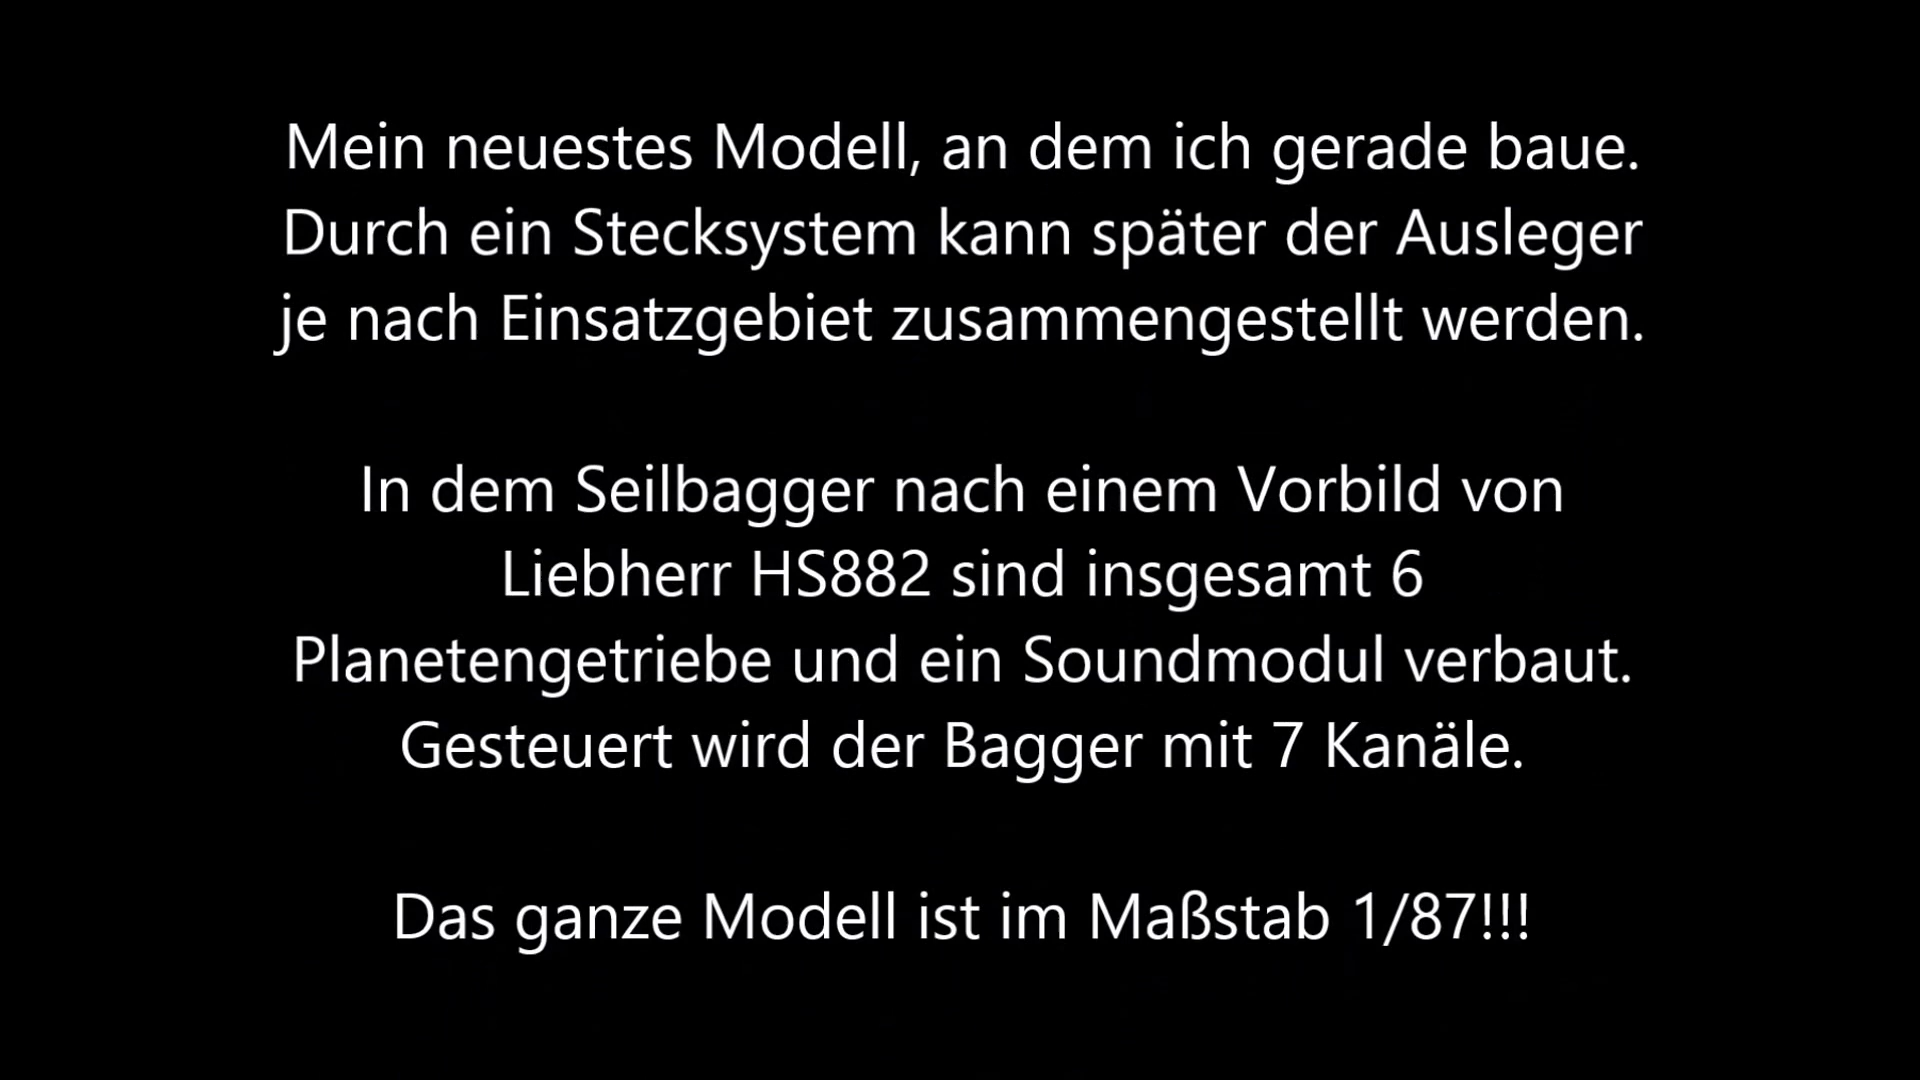 Mein neuestes Modell, an dem ich gerade baue.
Durch ein Stecksystem kann später der Ausleger
je nach Einsatzgebiet zusammengestellt werden.
In dem Seilbagger nach einem Vorbild von
Liebherr HS882 sind insgesamt 6
Planetengetriebe und ein Soundmodul verbaut.
Gesteuert wird der Bagger mit 7 Kanäle.
Das ganze Modell ist im Maßstab 1/87!!!